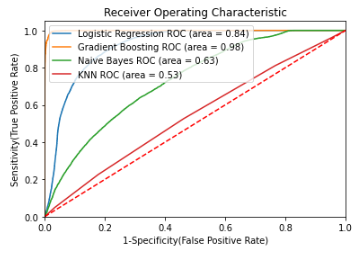 Receiver Operating Characteristic
1.0
0.8
0.6
0.4
0.2
0.0
Sensitivity(True Positive Rate)
Logistic Regression ROC (area = 0.84)
Gradient Boosting ROC (area = 0.98)
Naive Bayes ROC (area = 0.63)
KNN ROC (area = 0.53)
0.0 0.2 0.4 0.6 0.8 1.0
1-Specificity(False Positive Rate)